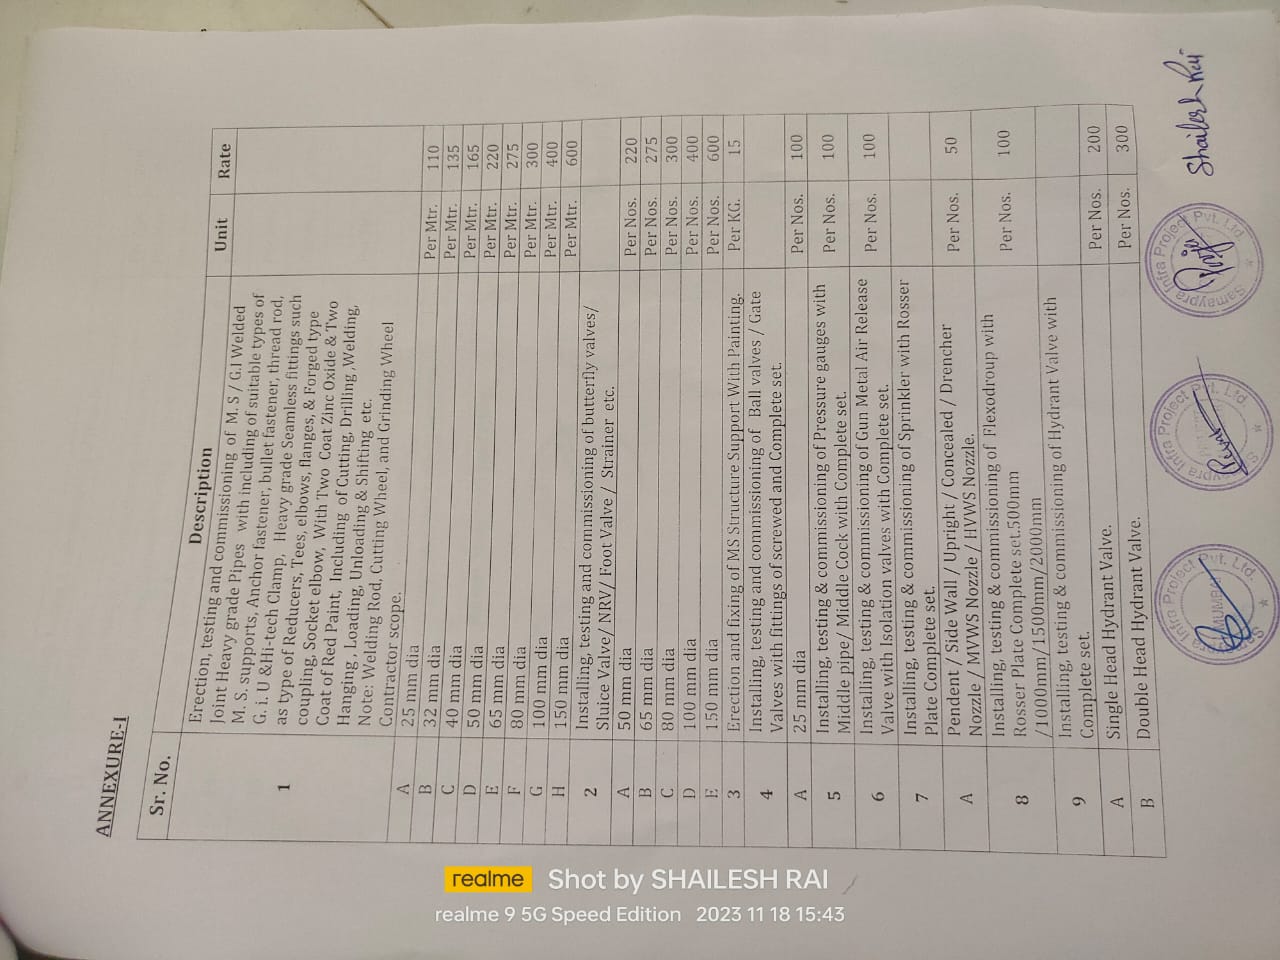 ANNEXURE-I
Sr. No. Description Unit Rate
1
Erection, testing and commissioning of M. S / G.I Welded
Joint Heavy grade Pipes with including of suitable types of
M. S. supports, Anchor fastener, bullet fastener, thread rod,
G. i. U &Hi-tech Clamp, Heavy grade Seamless fittings such
as type of Reducers, Tees, elbows, flanges, & Forged type
coupling, Socket elbow, With Two Coat Zinc Oxide & Two
Coat of Red Paint, Including of Cutting, Drilling ,Welding,
Hanging , Loading, Unloading & Shifting etc.
Note: Welding Rod, Cutting Wheel, and Grinding Wheel
Contractor scope.
A 25 mm dia Per Mtr. 110
B 32 mm dia Per Mtr. 135
C 40 mm dia Per Mtr. 165
D 50 mm dia Per Mtr. 220
E 65 mm dia Per Mtr. 275
F 80 mm dia Per Mtr. 300
G 100 mm dia Per Mtr. 400
H 150 mm dia Per Mtr. 600
2
Installing, testing and commissioning of butterfly valves/
Sluice Valve/ NRV/ Foot Valve / Strainer etc.
A 50 mm dia Per Nos. 220
B 65 mm dia Per Nos. 275
C 80 mm dia Per Nos. 300
D 100 mm dia Per Nos. 400
E 150 mm dia Per Nos. 600
3 Erection and fixing of MS Structure Support With Painting. Per KG. 15
4
Installing, testing and commissioning of Ball valves / Gate
Valves with fittings of screwed and Complete set.
A 25 mm dia Per Nos. 100
5
Installing, testing & commissioning of Pressure gauges with
Middle pipe/ Middle Cock with Complete set.
Per Nos. 100
6
Installing, testing & commissioning of Gun Metal Air Release
Valve with Isolation valves with Complete set.
Per Nos. 100
7
Installing, testing & commissioning of Sprinkler with Rosser
Plate Complete set.
A
Pendent / Side Wall / Upright / Concealed / Drencher
Nozzle / MVWS Nozzle / HVWS Nozzle.
Per Nos. 50
8
Installing, testing & commissioning of Flexodroup with
Rosser Plate Complete set.500mm
/1000mm/1500mm/2000mm
Per Nos. 100
9
Installing, testing & commissioning of Hydrant Valve with
Complete set.
A Single Head Hydrant Valve. Per Nos. 200
B Double Head Hydrant Valve. Per Nos. 300
Infra Project Pvt. Ltd.
MUMBAI
Infra Project
Samaypra Infra Project Pvt. Ltd.
Pooja
Shailesh Rai
realme Shot by SHAILESH RAI
realme 9 5G Speed Edition 2023 11 18 15:43